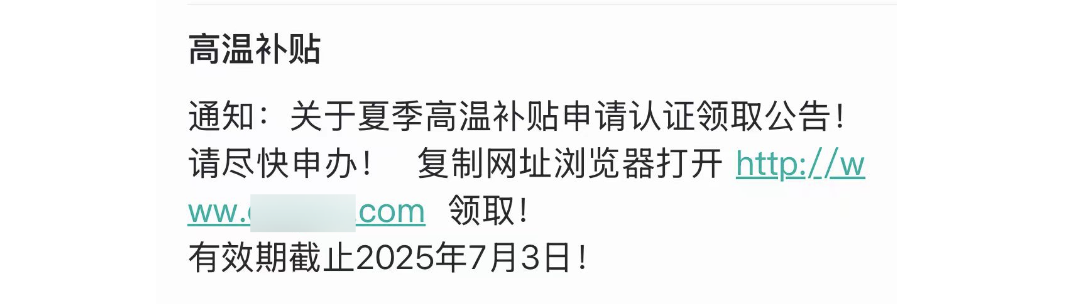 高温补贴
通知：关于夏季高温补贴申请认证领取公告！
请尽快申办！ 复制网址浏览器打开 http://w
ww. .com 领取！
有效期截止2025年7月3日！